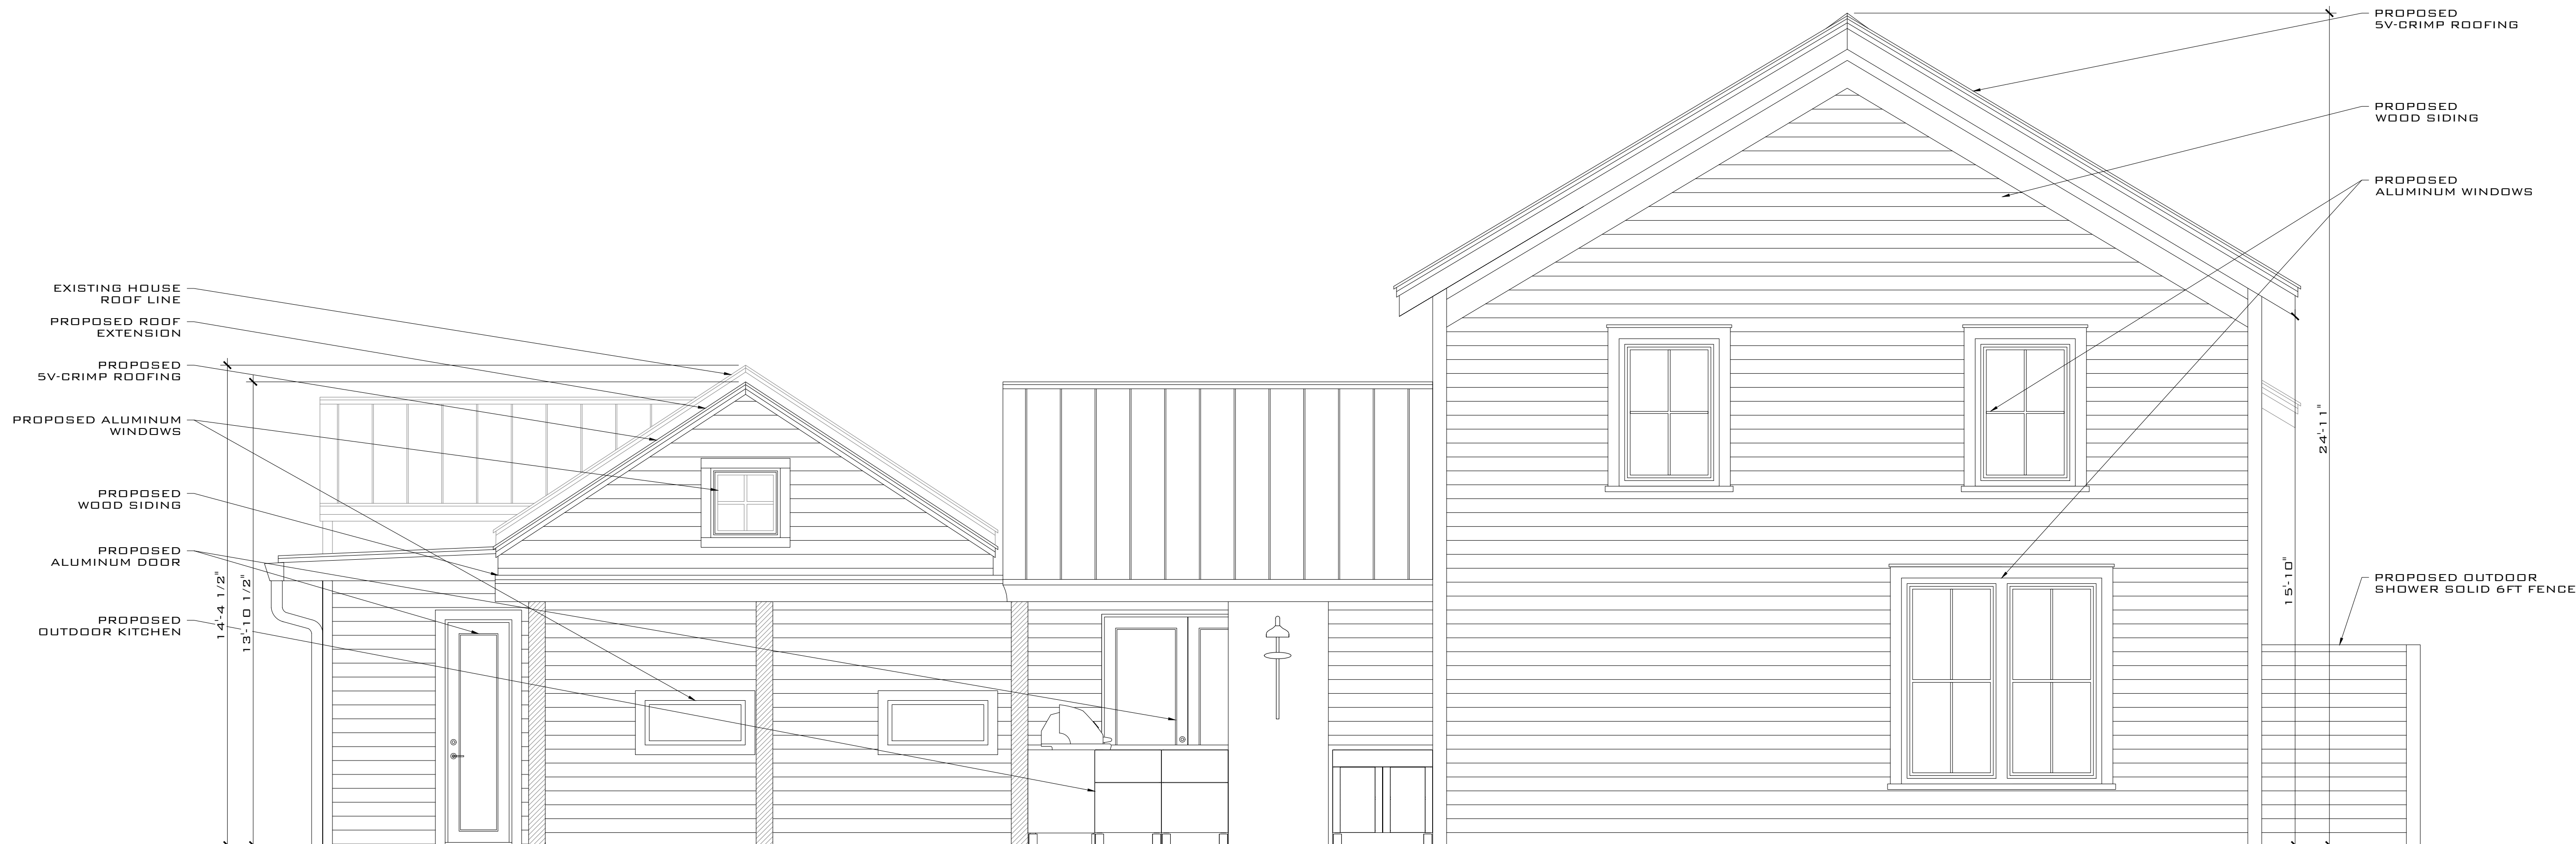 PROPOSED
5V-CRIMP ROOFING
PROPOSED
WOOD SIDING
PROPOSED
ALUMINUM WINDOWS
EXISTING HOUSE
ROOF LINE
PROPOSED ROOF
EXTENSION
PROPOSED
5V-CRIMP ROOFING
PROPOSED ALUMINUM
WINDOWS
PROPOSED
WOOD SIDING
PROPOSED
ALUMINUM DOOR
PROPOSED
OUTDOOR KITCHEN
14'-4 1/2"
13'-10 1/2"
24'-11"
15'-10"
PROPOSED OUTDOOR
SHOWER SOLID 6FT FENCE